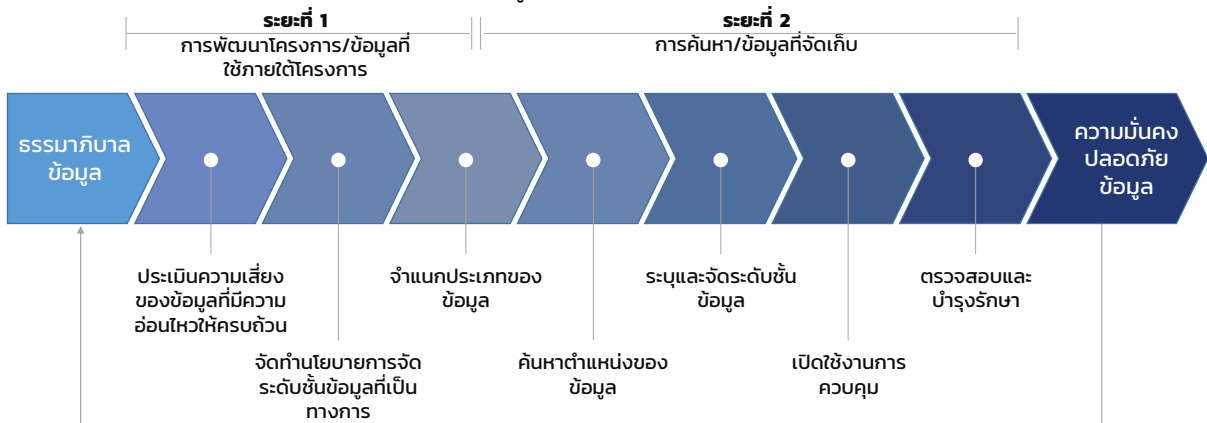 ระยะที่ 1
การพัฒนาโครงการ/ข้อมูลที่
ใช้ภายใต้โครงการ
ระยะที่ 2
การค้นหา/ข้อมูลที่จัดเก็บ
ธรรมาภิบาล
ข้อมูล
ความมั่นคง
ปลอดภัย
ข้อมูล
ประเมินความเสี่ยง
ของข้อมูลที่มีความ
อ่อนไหวให้ครบถ้วน
จำแนกประเภทของ
ข้อมูล
ระบุและจัดระดับชั้น
ข้อมูล
ตรวจสอบและ
บำรุงรักษา
จัดทำนโยบายการจัด
ระดับชั้นข้อมูลที่เป็น
ทางการ
ค้นหาตำแหน่งของ
ข้อมูล
เปิดใช้งานการ
ควบคุม